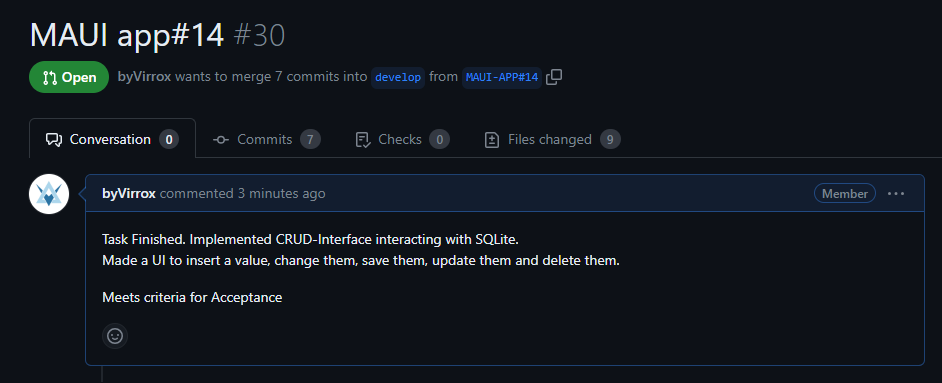 MAUI app#14 #30
Open byVirrox wants to merge 7 commits into develop from MAUI-APP#14
Conversation 0 Commits 7 Checks 0 Files changed 9
byVirrox commented 3 minutes ago Member
Task Finished. Implemented CRUD-Interface interacting with SQLite.
Made a UI to insert a value, change them, save them, update them and delete them.
Meets criteria for Acceptance